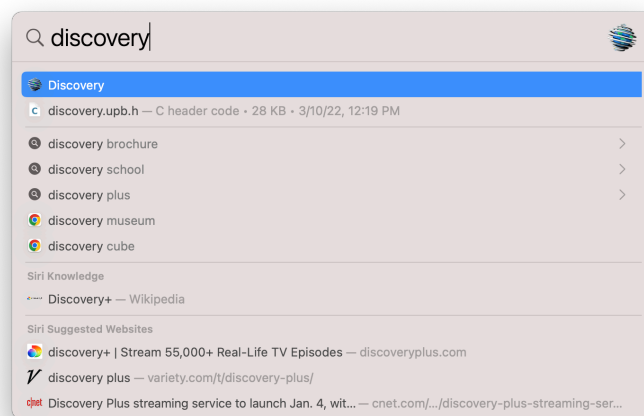 discovery
Discovery
discovery.upb.h — C header code • 28 KB • 3/10/22, 12:19 PM
discovery brochure
discovery school
discovery plus
discovery museum
discovery cube
Siri Knowledge
Discovery+ — Wikipedia
Siri Suggested Websites
discovery+ | Stream 55,000+ Real-Life TV Episodes — discoveryplus.com
discovery plus — variety.com/t/discovery-plus/
c|net Discovery Plus streaming service to launch Jan. 4, wit... — cnet.com/.../discovery-plus-streaming-ser...